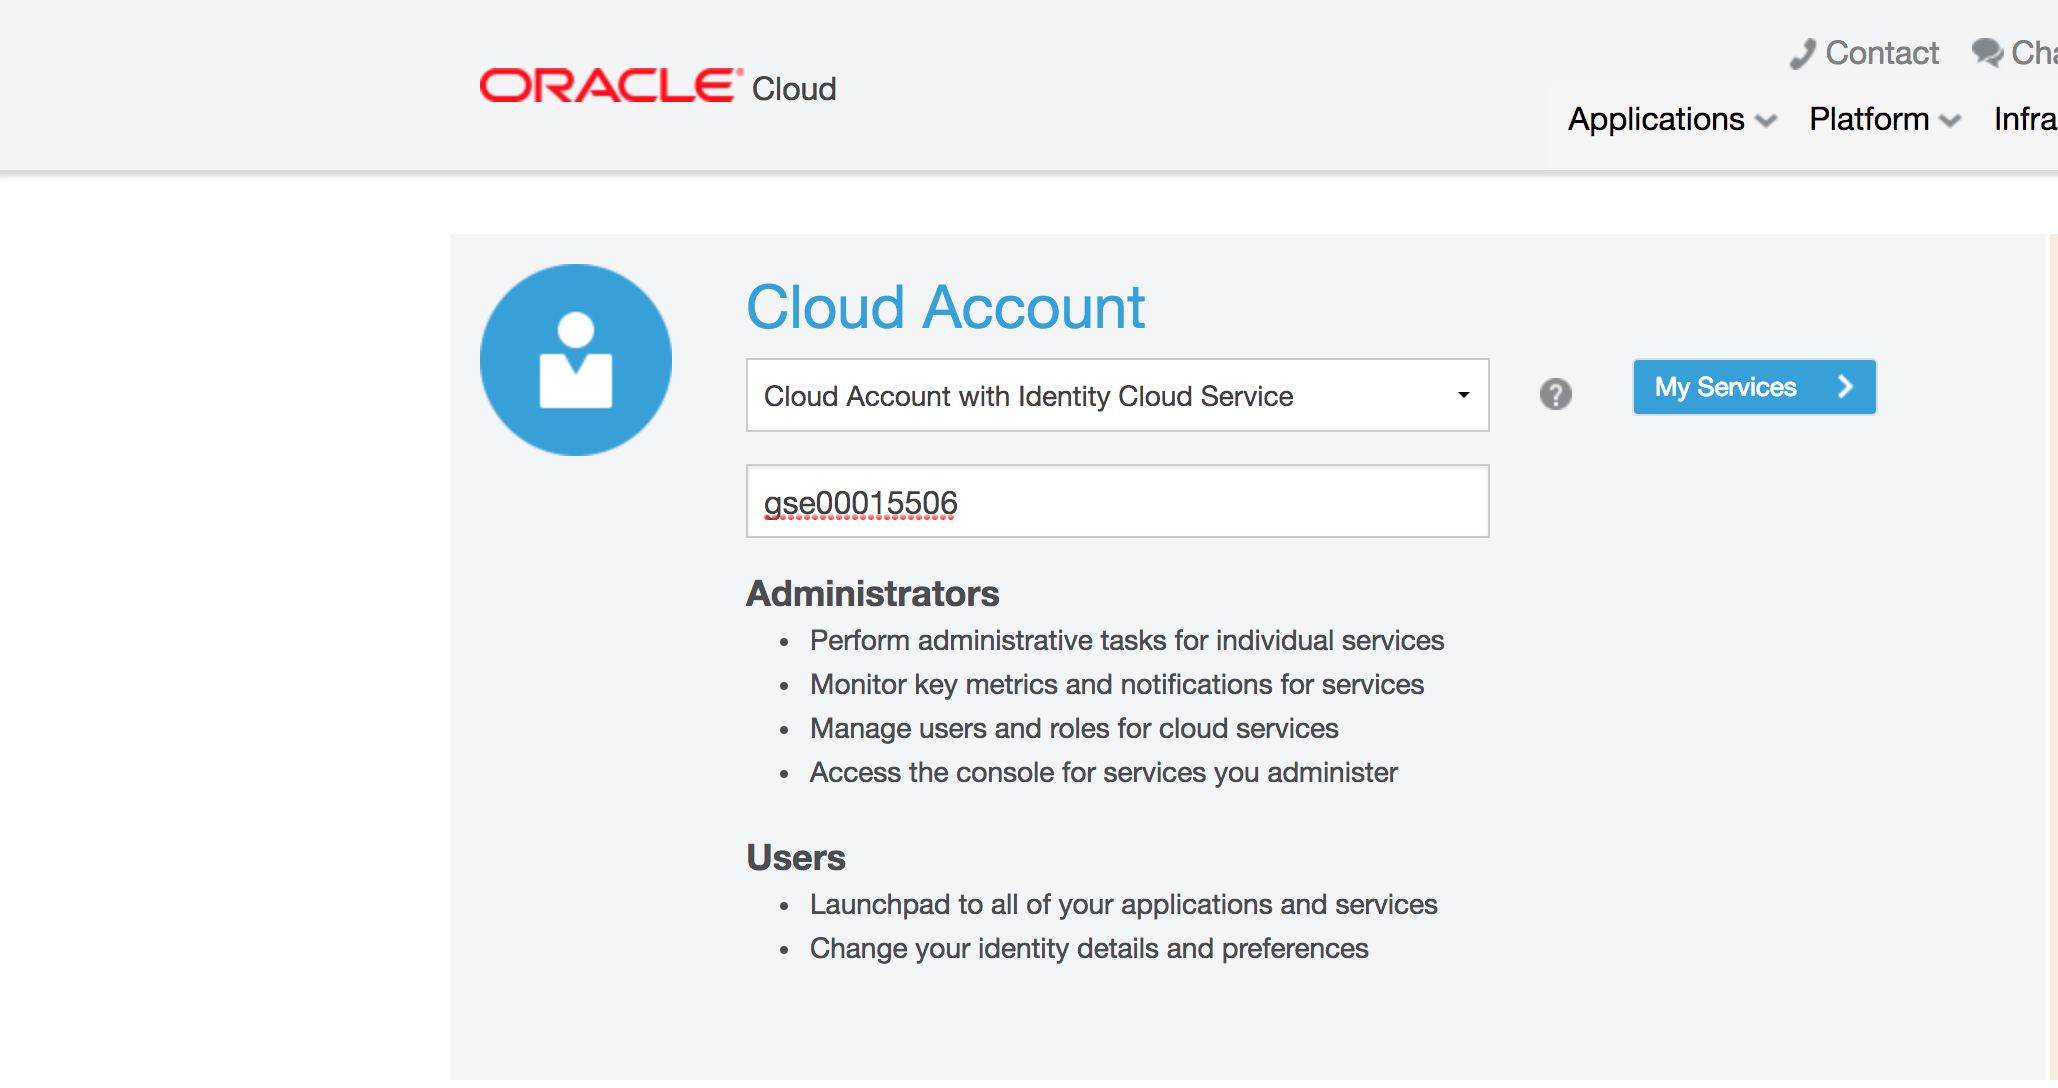 ORACLE Cloud
Contact
Applications Platform
Cloud Account
Cloud Account with Identity Cloud Service
? My Services
gse00015506
Administrators
• Perform administrative tasks for individual services
• Monitor key metrics and notifications for services
• Manage users and roles for cloud services
• Access the console for services you administer
Users
• Launchpad to all of your applications and services
• Change your identity details and preferences